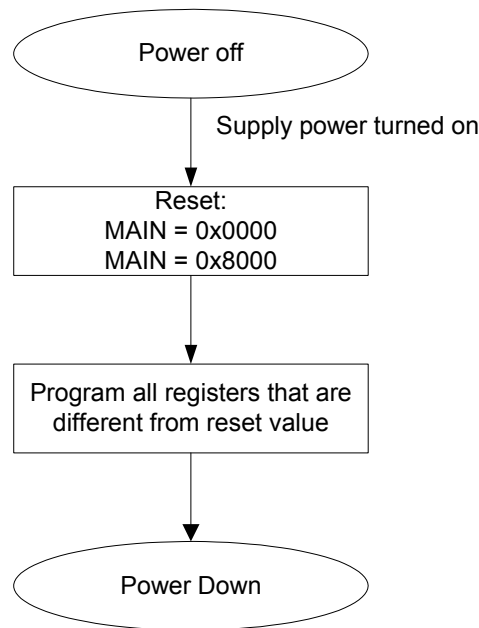 Power off
Supply power turned on
Reset:
MAIN = 0x0000
MAIN = 0x8000
Program all registers that are
different from reset value
Power Down